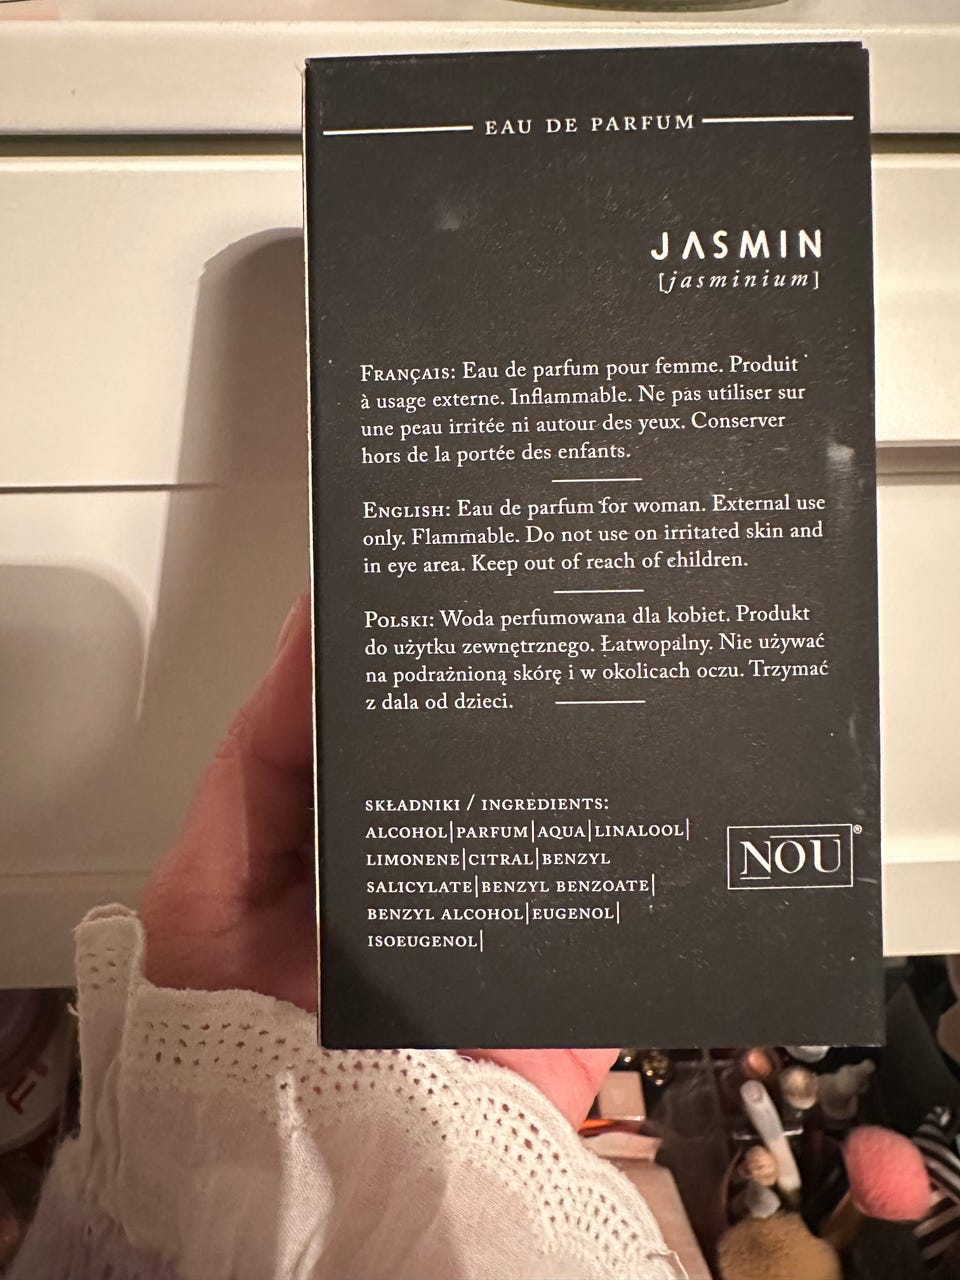 EAU DE PARFUM
JASMIN
[jasminium]
FRANÇAIS: Eau de parfum pour femme. Produit
à usage externe. Inflammable. Ne pas utiliser sur
une peau irritée ni autour des yeux. Conserver
hors de la portée des enfants.
ENGLISH: Eau de parfum for woman. External use
only. Flammable. Do not use on irritated skin and
in eye area. Keep out of reach of children.
POLSKI: Woda perfumowana dla kobiet. Produkt
do użytku zewnętrznego. Łatwopalny. Nie używać
na podrażnioną skórę i w okolicach oczu. Trzymać
z dala od dzieci.
SKŁADNIKI / INGREDIENTS:
ALCOHOL|PARFUM|AQUA|LINALOOL|
LIMONENE|CITRAL|BENZYL
SALICYLATE|BENZYL BENZOATE|
BENZYL ALCOHOL|EUGENOL|
ISOEUGENOL|
NOU®